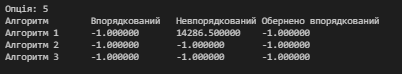 Опція: 5
Алгоритм Впорядкований Невпорядкований Обернено впорядкований
Алгоритм 1 -1.000000 14286.500000 -1.000000
Алгоритм 2 -1.000000 -1.000000 -1.000000
Алгоритм 3 -1.000000 -1.000000 -1.000000